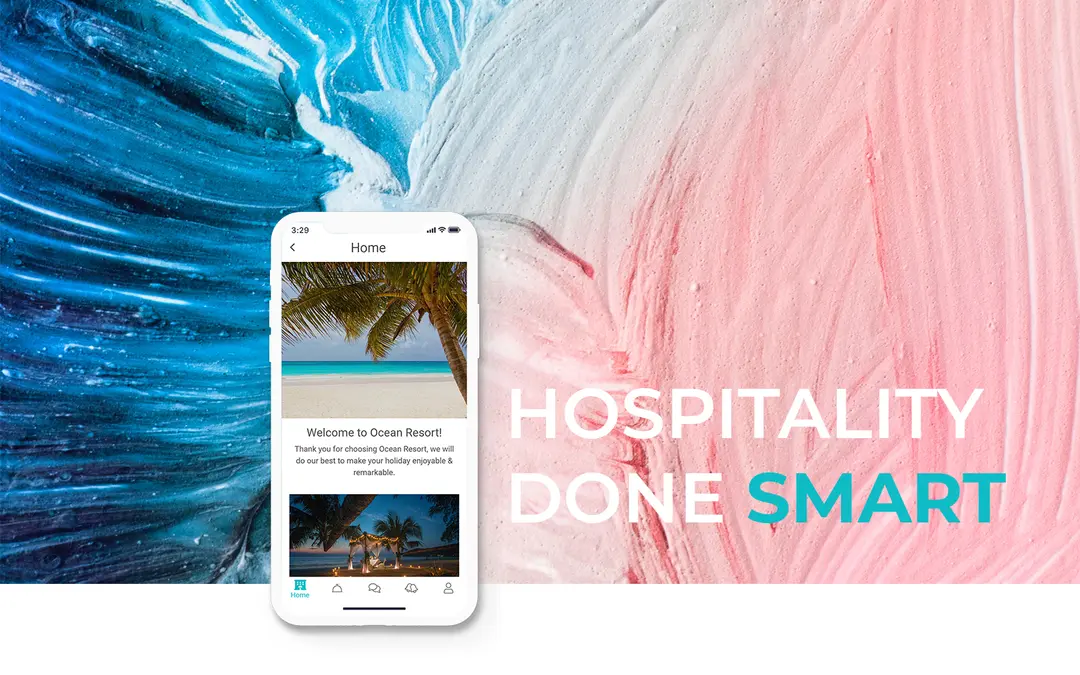 3:29
Home
Welcome to Ocean Resort!
Thank you for choosing Ocean Resort, we will
do our best to make your holiday enjoyable &
remarkable.
Home
HOSPITALITY
DONE SMART